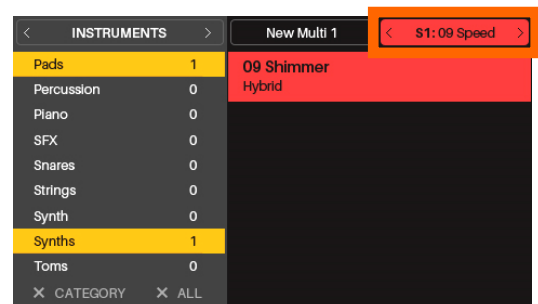 < INSTRUMENTS >
New Multi 1
< S1: 09 Speed >
Pads 1
Percussion 0
Piano 0
SFX 0
Snares 0
Strings 0
Synth 0
Synths 1
Toms 0
× CATEGORY × ALL
09 Shimmer
Hybrid